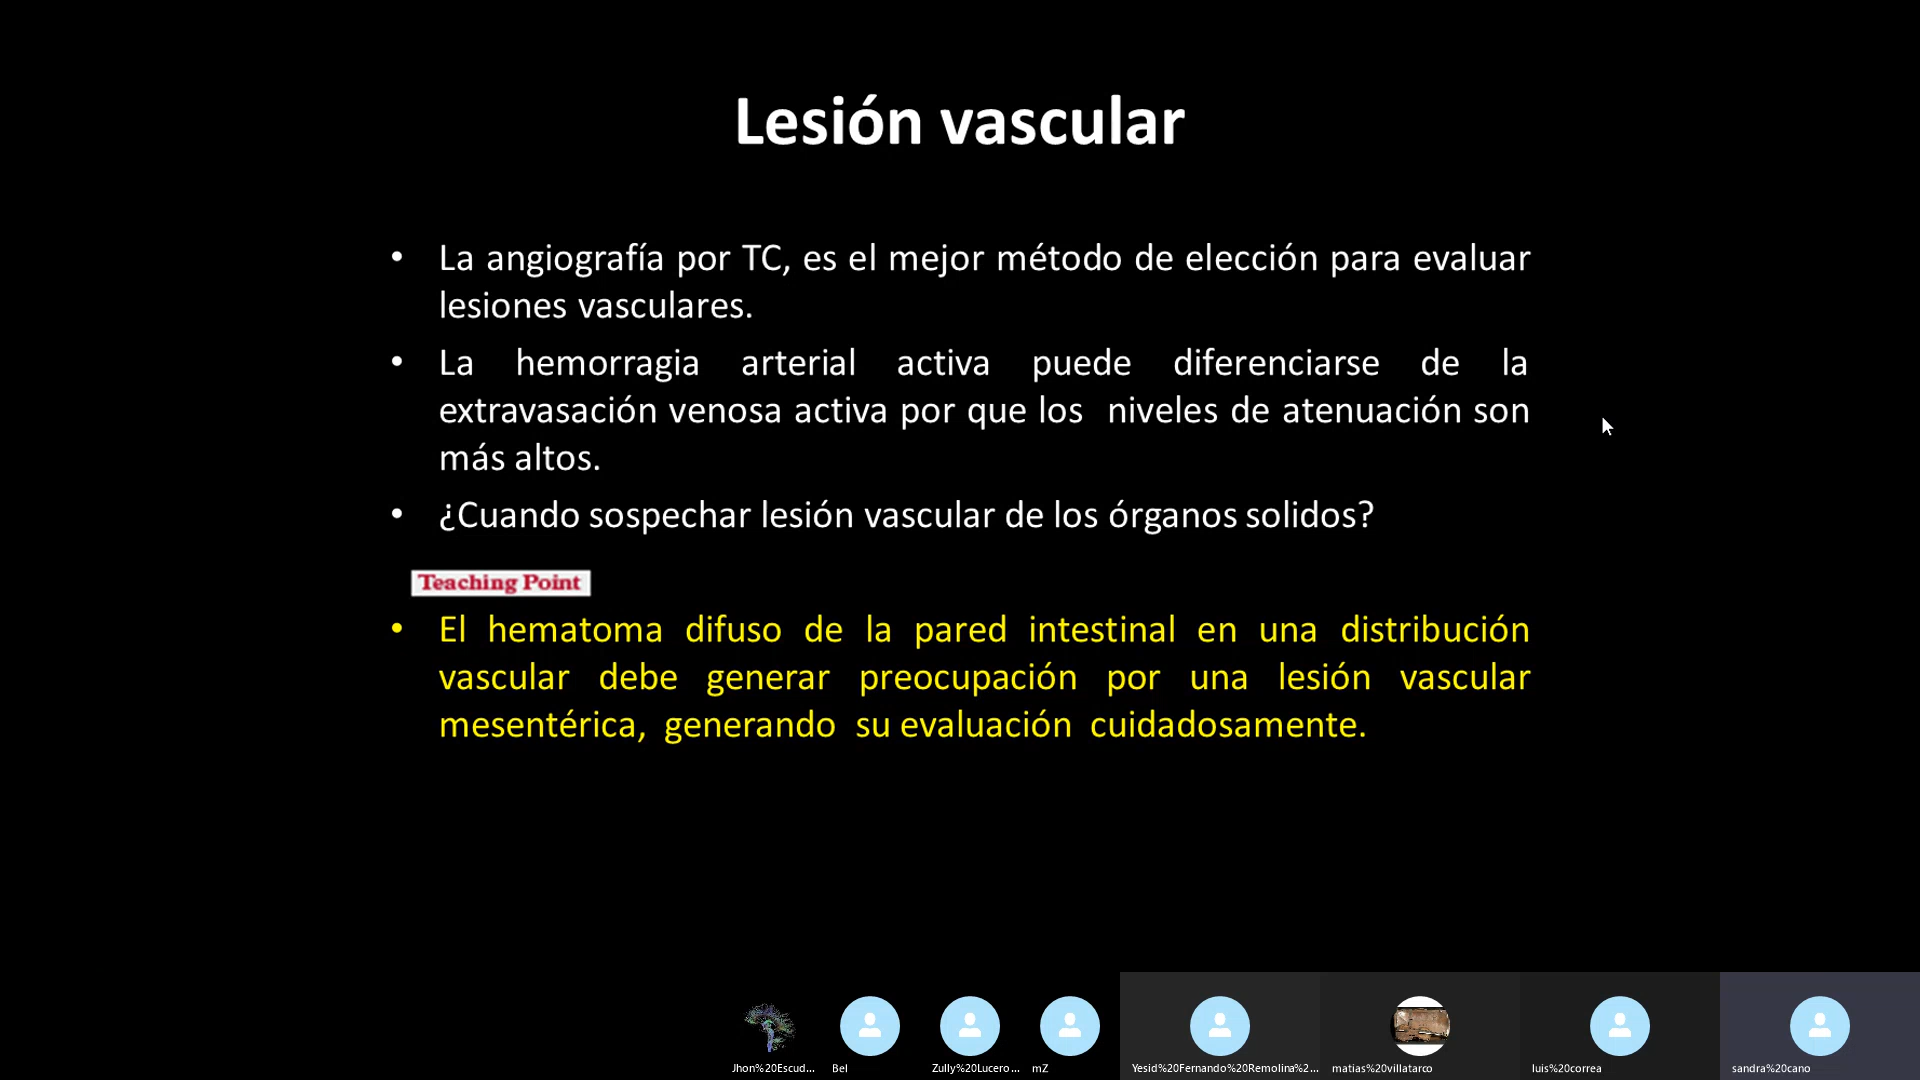 Lesión vascular
• La angiografía por TC, es el mejor método de elección para evaluar
lesiones vasculares.
• La hemorragia arterial activa puede diferenciarse de la
extravasación venosa activa por que los niveles de atenuación son
más altos.
• ¿Cuando sospechar lesión vascular de los órganos solidos?
Teaching Point
• El hematoma difuso de la pared intestinal en una distribución
vascular debe generar preocupación por una lesión vascular
mesentérica, generando su evaluación cuidadosamente.
Jhon%20Escud... Bel Zully%20Lucero... mZ Yesid%20Fernando%20Remolina%2... matias%20villatarco luis%20correa sandra%20cano